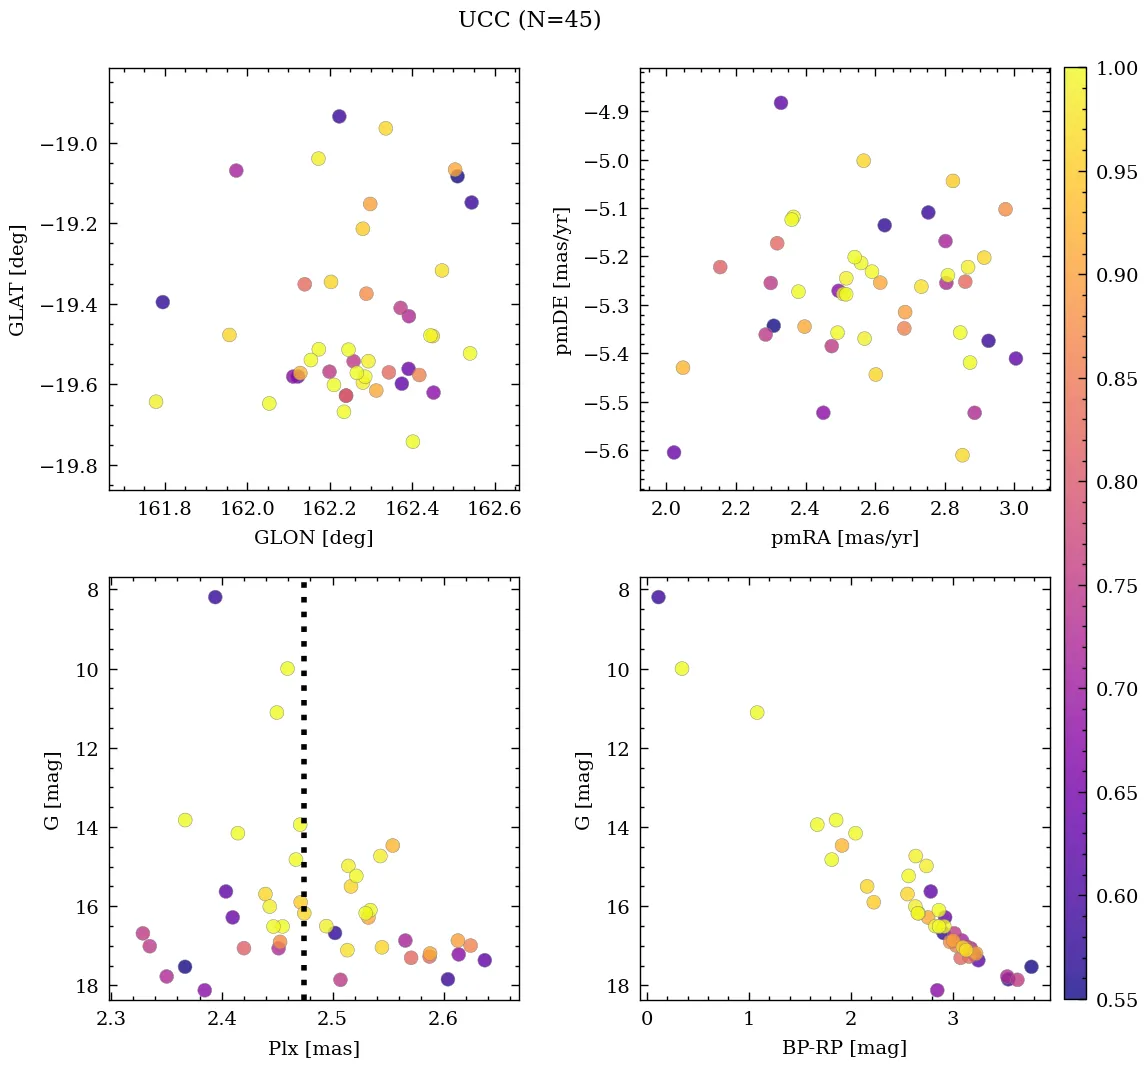 UCC (N=45)
−19.0
−19.2
−19.4
−19.6
−19.8
GLAT [deg]
161.8 162.0 162.2 162.4 162.6
GLON [deg]
−4.9
−5.0
−5.1
−5.2
−5.3
−5.4
−5.5
−5.6
pmDE [mas/yr]
2.0 2.2 2.4 2.6 2.8 3.0
pmRA [mas/yr]
1.00
0.95
0.90
0.85
0.80
0.75
0.70
0.65
0.60
0.55
8
10
12
14
16
18
G [mag]
2.3 2.4 2.5 2.6
Plx [mas]
8
10
12
14
16
18
G [mag]
0 1 2 3
BP-RP [mag]